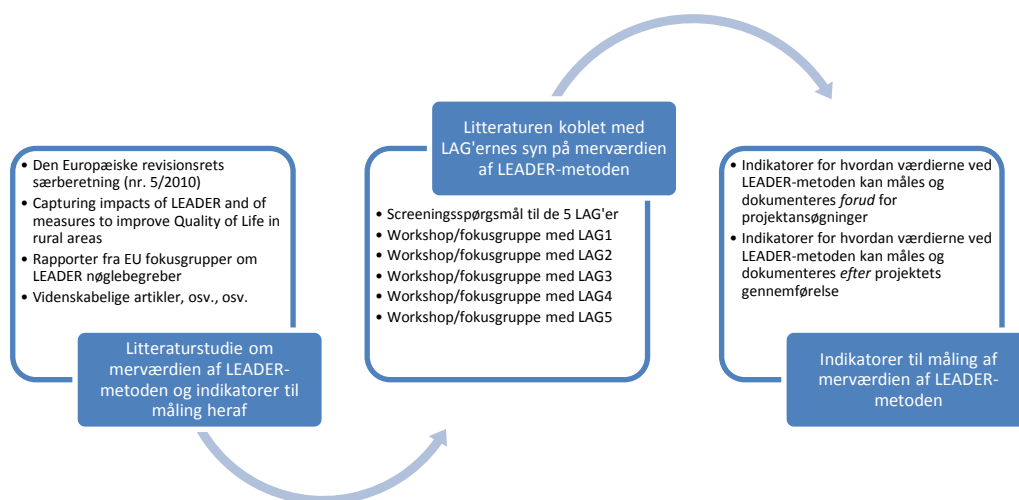 • Den Europæiske revisionsrets
særberetning (nr. 5/2010)
• Capturing impacts of LEADER and of
measures to improve Quality of Life in
rural areas
• Rapporter fra EU fokusgrupper om
LEADER nøglebegreber
• Videnskabelige artikler, osv., osv.
Litteraturstudie om
merværdien af LEADER-
metoden og indikatorer til
måling heraf
Litteraturen koblet med
LAG'ernes syn på merværdien
af LEADER-metoden
• Screeningsspørgsmål til de 5 LAG'er
• Workshop/fokusgruppe med LAG1
• Workshop/fokusgruppe med LAG2
• Workshop/fokusgruppe med LAG3
• Workshop/fokusgruppe med LAG4
• Workshop/fokusgruppe med LAG5
• Indikatorer for hvordan værdierne ved
LEADER-metoden kan måles og
dokumenteres forud for
projektansøgninger
• Indikatorer for hvordan værdierne ved
LEADER-metoden kan måles og
dokumenteres efter projektets
gennemførelse
Indikatorer til måling af
merværdien af LEADER-
metoden